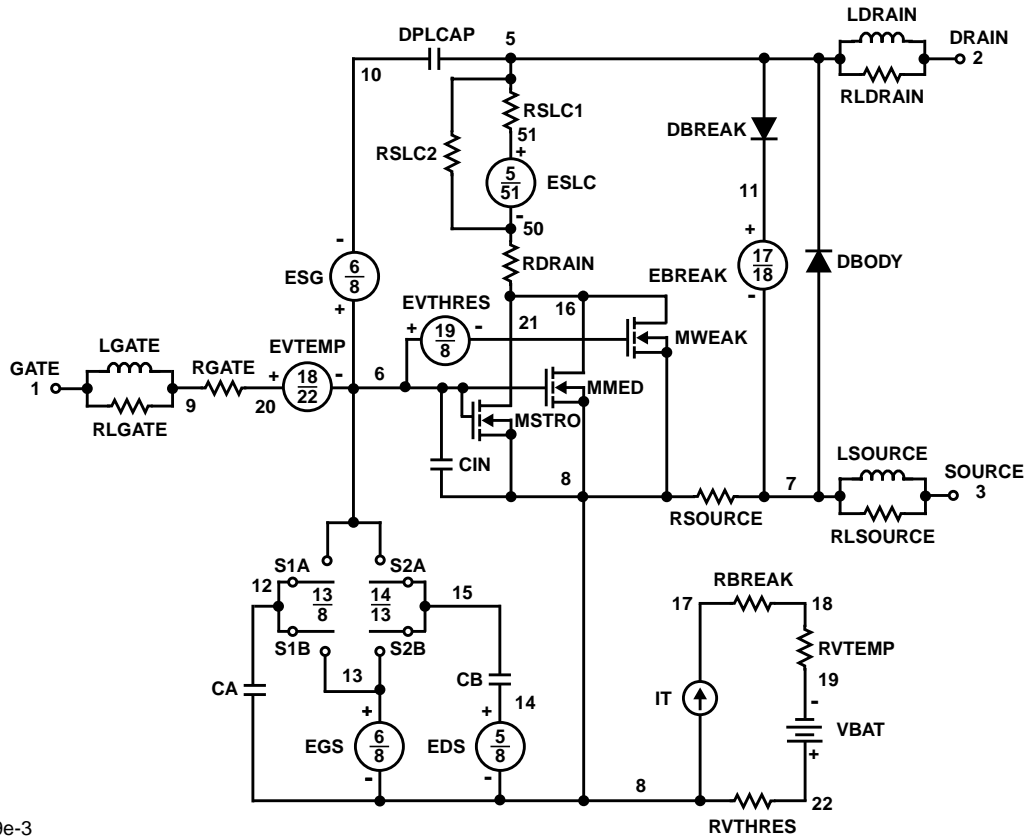 LDRAIN
DPLCAP 5 DRAIN
2
10
RLDRAIN
RSLC1
DBREAK
51
RSLC2
+
5
51
ESLC
11
-
50
+
-
RDRAIN
17
18
EBREAK
DBODY
6
8
ESG
-
EVTHRES
16
+
21
+
19
8
-
MWEAK
LGATE
EVTEMP
GATE
RGATE
1
+
18
22
-
6
MMED
9
20
MSTRO
RLGATE
LSOURCE
CIN
8
7
SOURCE
3
RSOURCE
RLSOURCE
S1A
S2A
12
13
8
14
13
15
RBREAK
17
18
S1B
S2B
RVTEMP
13
CB
19
CA
14
IT
-
+
+
VBAT
EGS
6
8
EDS
5
8
+
-
-
8
22
RVTHRES
9e-3